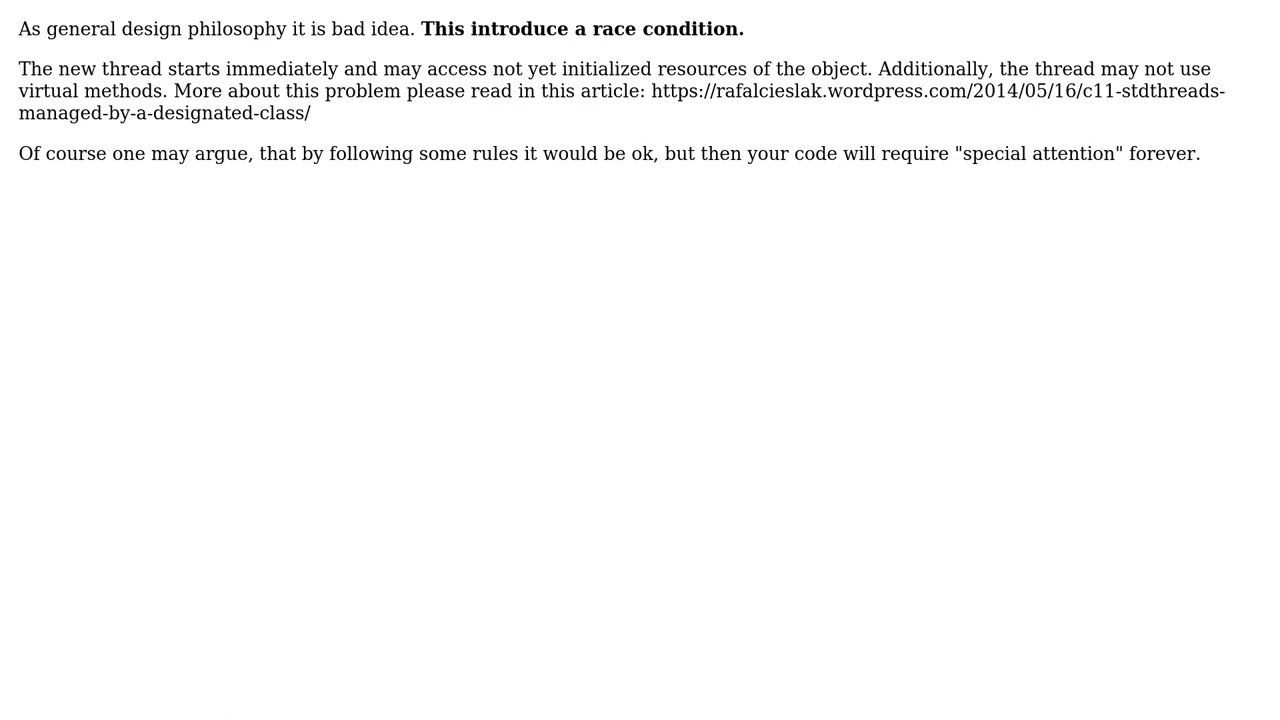 As general design philosophy it is bad idea. This introduce a race condition.
The new thread starts immediately and may access not yet initialized resources of the object. Additionally, the thread may not use
virtual methods. More about this problem please read in this article: https://rafalcieslak.wordpress.com/2014/05/16/c11-stdthreads-
managed-by-a-designated-class/
Of course one may argue, that by following some rules it would be ok, but then your code will require "special attention" forever.